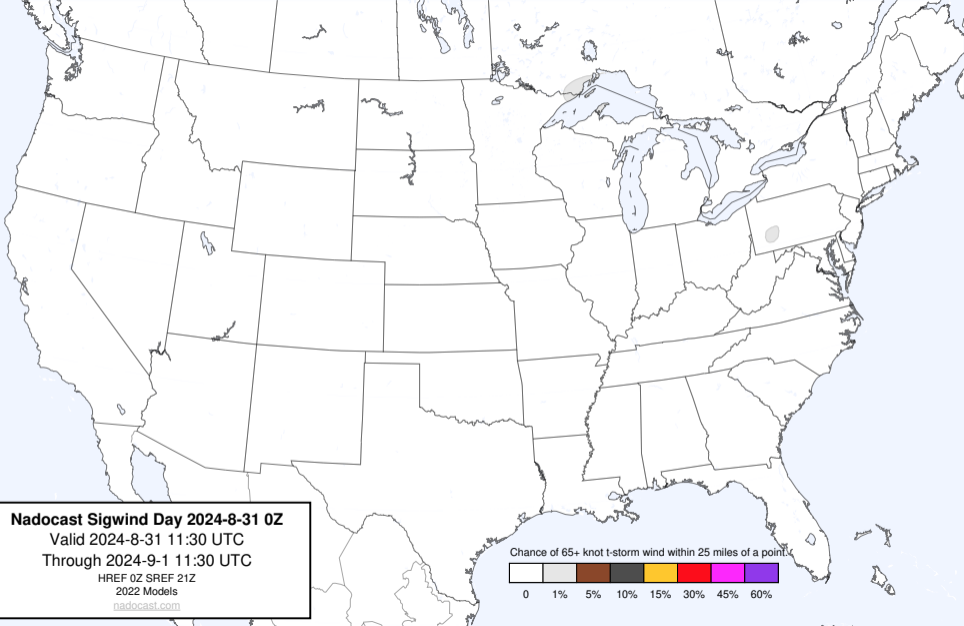 Nadocast Sigwind Day 2024-8-31 0Z
Valid 2024-8-31 11:30 UTC
Through 2024-9-1 11:30 UTC
HREF 0Z SREF 21Z
2022 Models
nadocast.com
Chance of 65+ knot t-storm wind within 25 miles of a point.
0 1% 5% 10% 15% 30% 45% 60%